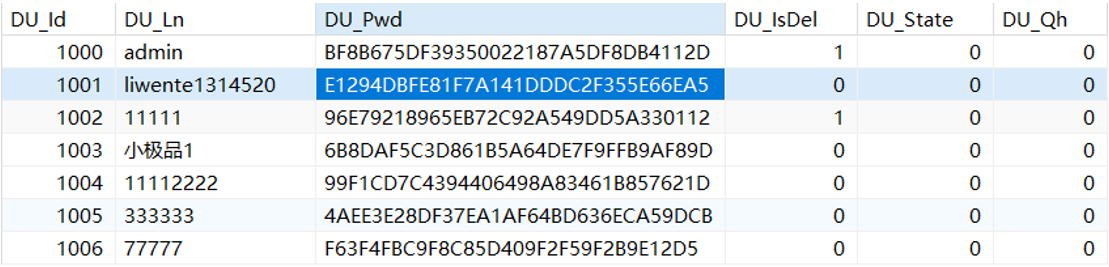 DU_Id DU_Ln DU_Pwd DU_IsDel DU_State DU_Qh
1000 admin BF8B675DF39350022187A5DF8DB4112D 1 0 0
1001 liwente1314520 E1294DBFE81F7A141DDDC2F355E66EA5 0 0 0
1002 11111 96E79218965EB72C92A549DD5A330112 1 0 0
1003 小极品1 6B8DAF5C3D861B5A64DE7F9FFB9AF89D 0 0 0
1004 11112222 99F1CD7C4394406498A83461B857621D 0 0 0
1005 333333 4AEE3E28DF37EA1AF64BD636ECA59DCB 0 0 0
1006 77777 F63F4FBC9F8C85D409F2F59F2B9E12D5 0 0 0